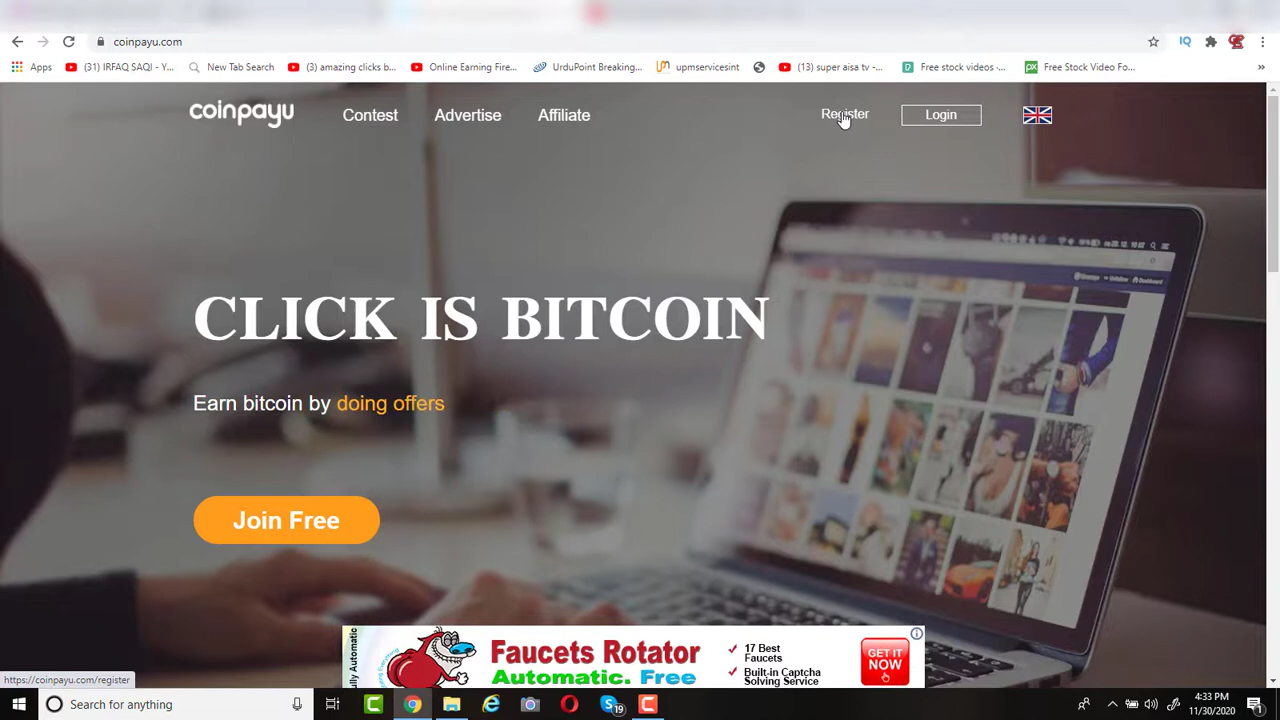 coinpayu.com
Apps
(31) IRFAQ SAQI - Y...
New Tab Search
(3) amazing clicks b...
Online Earning Fire...
UrduPoint Breaking...
upmservicesint
(13) super aisa tv -...
Free stock videos ·...
Free Stock Video Fo...
»
coinpayu
Contest
Advertise
Affiliate
Register
Login
CLICK IS BITCOIN
Earn bitcoin by doing offers
Join Free
Faucets Rotator
Automatic. Free
17 Best
Faucets
Built-in Captcha
Solving Service
GET IT
NOW
https://coinpayu.com/register
Search for anything
19
4:33 PM
11/30/2020